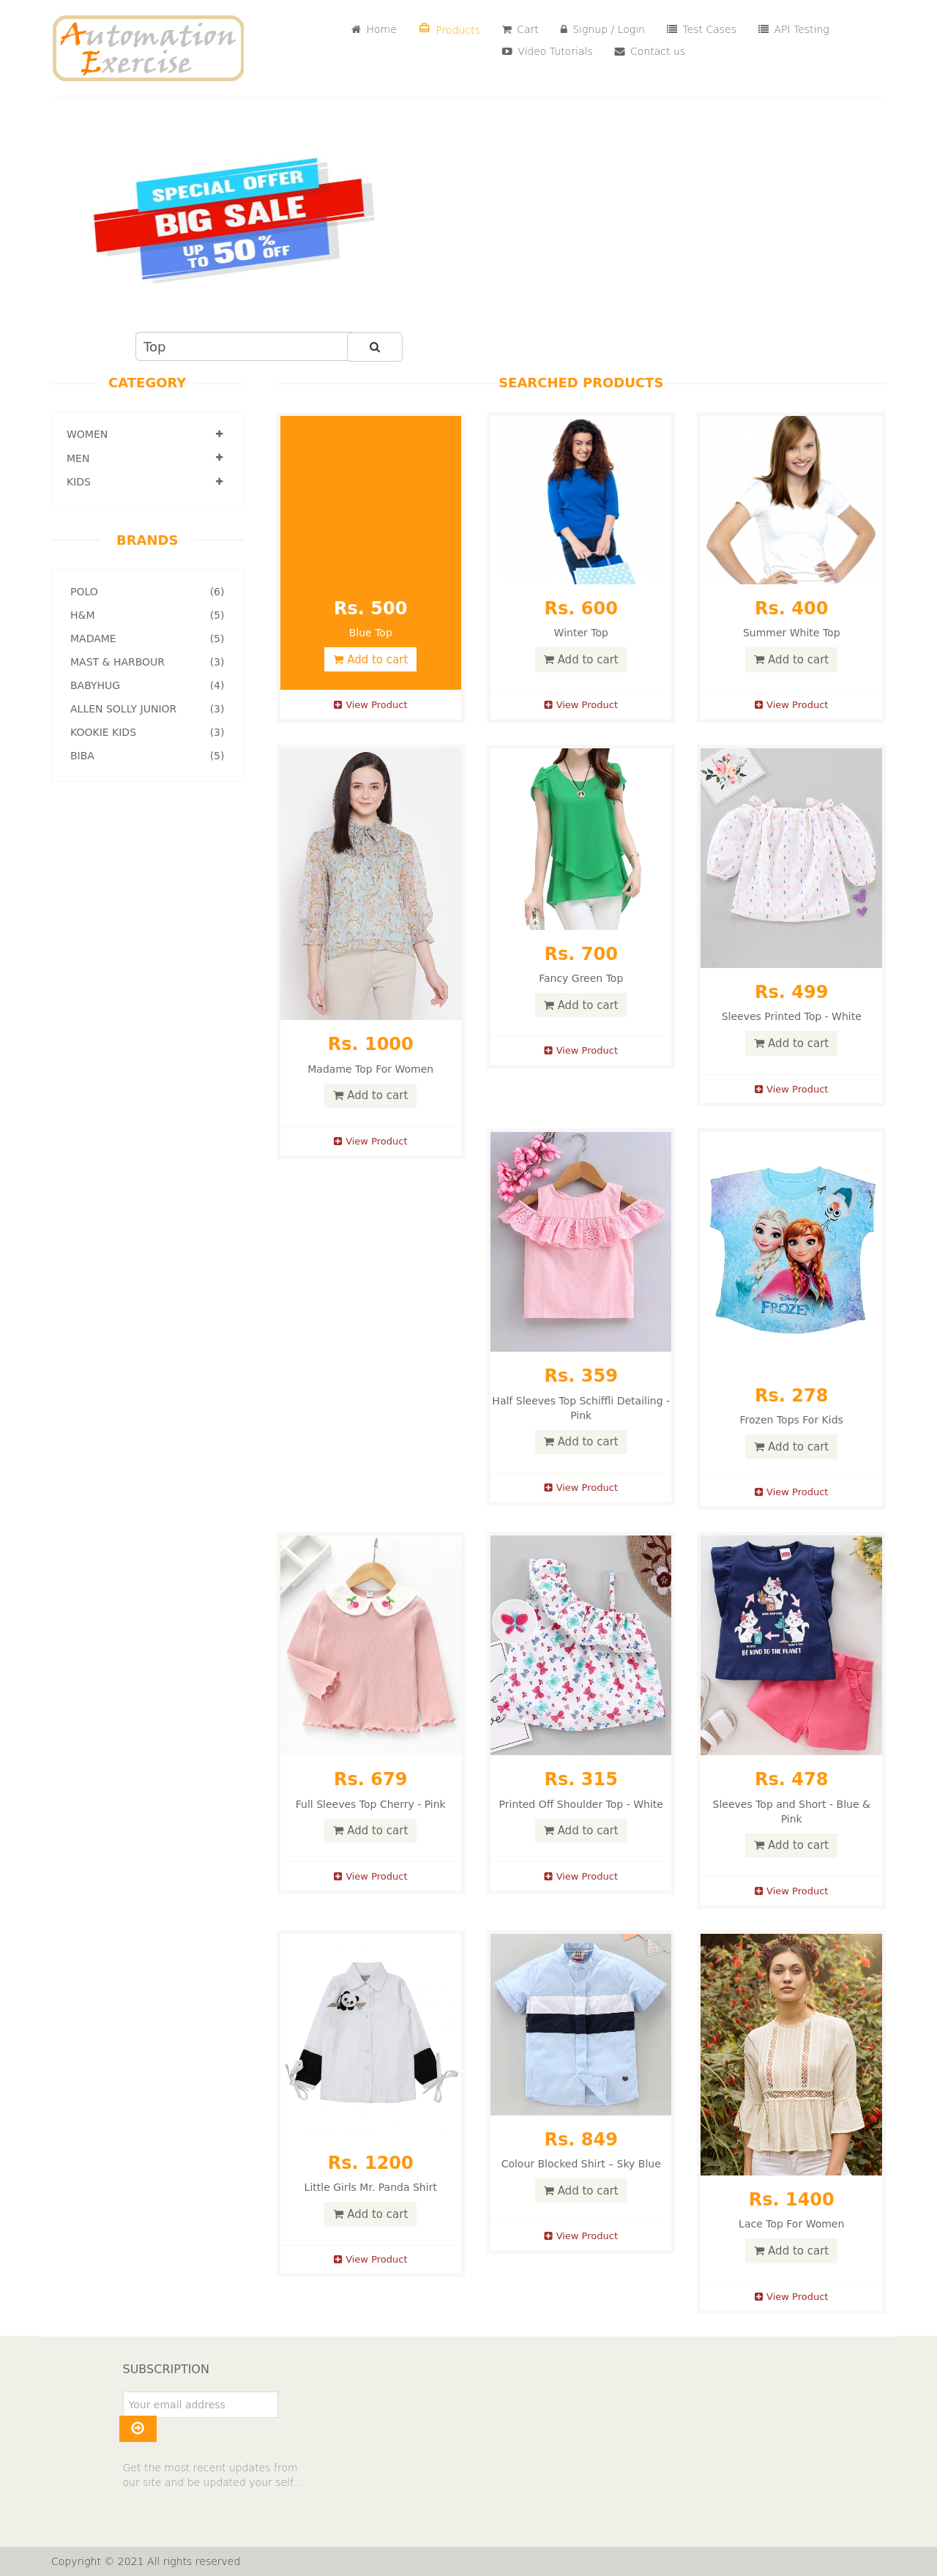 Automation
Exercise
Home
Products
Cart
Signup / Login
Test Cases
API Testing
Video Tutorials
Contact us
SPECIAL OFFER
BIG SALE
UP TO 50% OFF
Top
CATEGORY
WOMEN
MEN
KIDS
BRANDS
POLO (6)
H&M (5)
MADAME (5)
MAST & HARBOUR (3)
BABYHUG (4)
ALLEN SOLLY JUNIOR (3)
KOOKIE KIDS (3)
BIBA (5)
SEARCHED PRODUCTS
Rs. 500
Blue Top
Add to cart
View Product
Rs. 600
Winter Top
Add to cart
View Product
Rs. 400
Summer White Top
Add to cart
View Product
Rs. 1000
Madame Top For Women
Add to cart
View Product
Rs. 700
Fancy Green Top
Add to cart
View Product
Rs. 499
Sleeves Printed Top - White
Add to cart
View Product
Rs. 359
Half Sleeves Top Schiffli Detailing -
Pink
Add to cart
View Product
Disney
FROZEN
Rs. 278
Frozen Tops For Kids
Add to cart
View Product
Rs. 679
Full Sleeves Top Cherry - Pink
Add to cart
View Product
Rs. 315
Printed Off Shoulder Top - White
Add to cart
View Product
BE KIND TO THE PLANET
Rs. 478
Sleeves Top and Short - Blue &
Pink
Add to cart
View Product
Rs. 1200
Little Girls Mr. Panda Shirt
Add to cart
View Product
Rs. 849
Colour Blocked Shirt – Sky Blue
Add to cart
View Product
Rs. 1400
Lace Top For Women
Add to cart
View Product
SUBSCRIPTION
Your email address
Get the most recent updates from
our site and be updated your self...
Copyright © 2021 All rights reserved